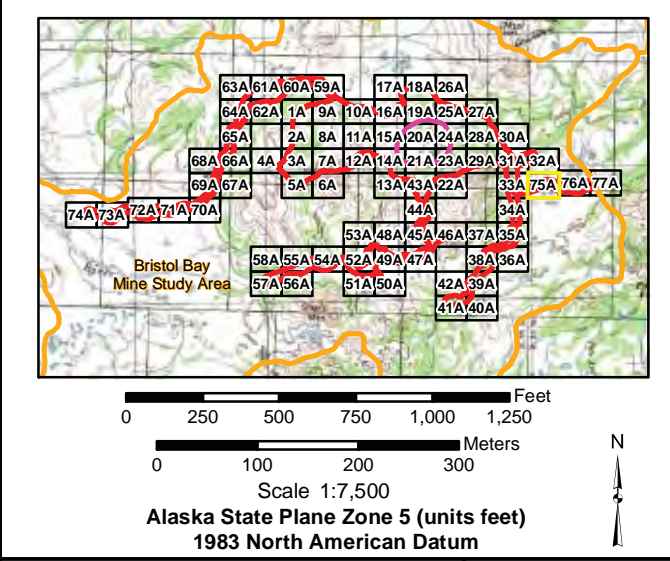 63A 61A 60A 59A 17A 18A 26A
64A 62A 1A 9A 10A 16A 19A 25A 27A
65A 2A 8A 11A 15A 20A 24A 28A 30A
68A 66A 4A 3A 7A 12A 14A 21A 23A 29A 31A 32A
69A 67A 5A 6A 13A 43A 22A 33A 75A 76A 77A
74A 73A 72A 71A 70A 44A 34A
53A 48A 45A 46A 37A 35A
58A 55A 54A 52A 49A 47A 38A 36A
57A 56A 51A 50A 42A 39A
41A 40A
Bristol Bay
Mine Study Area
Feet
0 250 500 750 1,000 1,250
Meters
0 100 200 300
Scale 1:7,500
Alaska State Plane Zone 5 (units feet)
1983 North American Datum
N